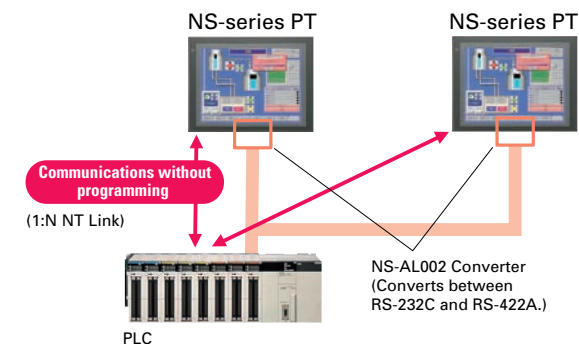 NS-series PT
NS-series PT
Communications without
programming
(1:N NT Link)
NS-AL002 Converter
(Converts between
RS-232C and RS-422A.)
PLC